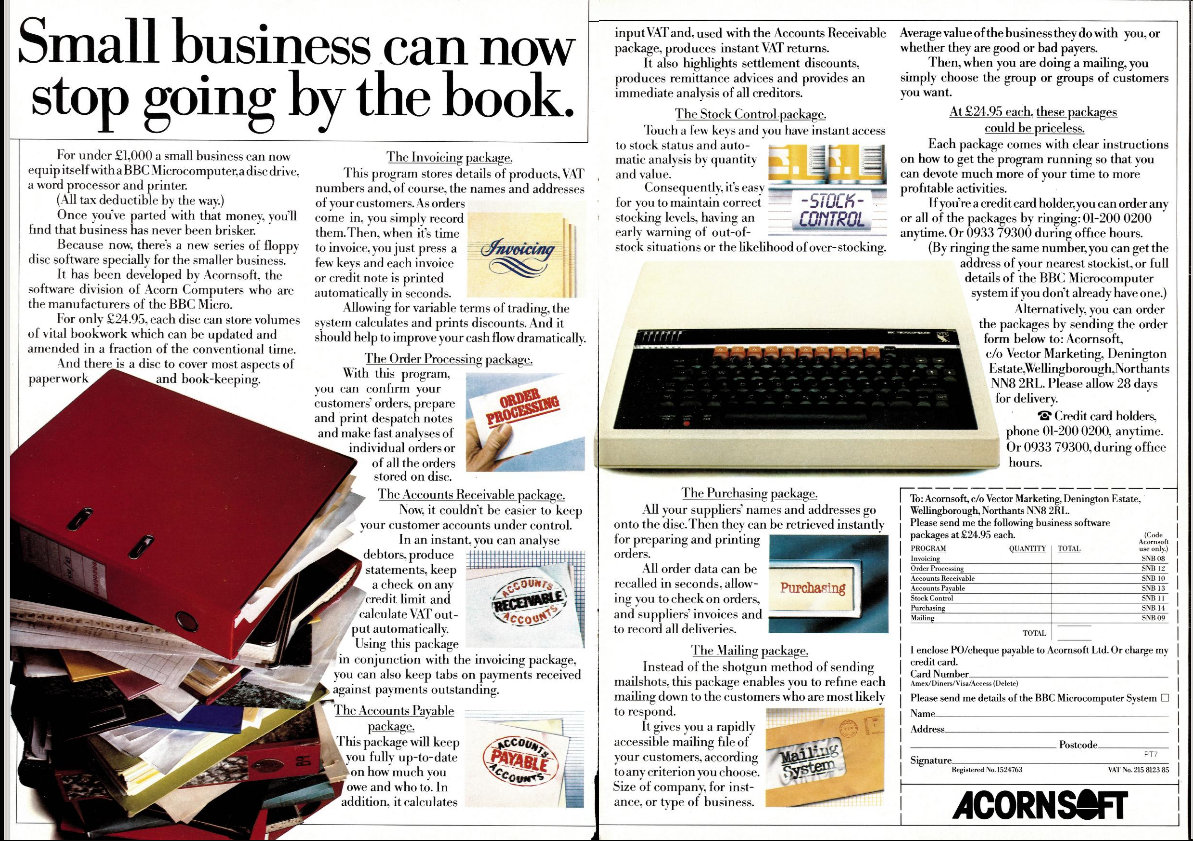 Small business can now
stop going by the book.
For under £1,000 a small business can now
equip itself with a BBC Microcomputer, a disc drive,
a word processor and printer.
(All tax deductible by the way.)
Once you've parted with that money, you'll
find that business has never been brisker.
Because now, there's a new series of floppy
disc software specially for the smaller business.
It has been developed by Acornsoft, the
software division of Acorn Computers who are
the manufacturers of the BBC Micro.
For only £24.95, each disc can store volumes
of vital bookwork which can be updated and
amended in a fraction of the conventional time.
And there is a disc to cover most aspects of
paperwork and book-keeping.
The Invoicing package.
This program stores details of products, VAT
numbers and, of course, the names and addresses
of your customers. As orders
come in, you simply record
them. Then, when it's time
to invoice, you just press a
few keys and each invoice
or credit note is printed
automatically in seconds.
Invoicing
Allowing for variable terms of trading, the
system calculates and prints discounts. And it
should help to improve your cash flow dramatically.
The Order Processing package.
With this program,
you can confirm your
customers' orders, prepare
and print despatch notes
and make fast analyses of
individual orders or
of all the orders
stored on disc.
ORDER
PROCESSING
The Accounts Receivable package.
Now, it couldn't be easier to keep
your customer accounts under control.
In an instant, you can analyse
debtors, produce
statements, keep
a check on any
credit limit and
calculate VAT out-
put automatically.
ACCOUNTS
RECEIVABLE
ACCOUNTS
Using this package
in conjunction with the invoicing package,
you can also keep tabs on payments received
against payments outstanding.
The Accounts Payable
package.
This package will keep
you fully up-to-date
on how much you
owe and who to. In
addition, it calculates
ACCOUNTS
PAYABLE
ACCOUNTS
input VAT and, used with the Accounts Receivable
package, produces instant VAT returns.
It also highlights settlement discounts,
produces remittance advices and provides an
immediate analysis of all creditors.
The Stock Control package.
Touch a few keys and you have instant access
to stock status and auto-
matic analysis by quantity
and value.
Consequently, it's easy
for you to maintain correct
stocking levels, having an
early warning of out-of-
stock situations or the likelihood of over-stocking.
-STOCK-
CONTROL
The Purchasing package.
All your suppliers' names and addresses go
onto the disc. Then they can be retrieved instantly
for preparing and printing
orders.
All order data can be
recalled in seconds, allow-
ing you to check on orders,
and suppliers' invoices and
to record all deliveries.
Purchasing
The Mailing package.
Instead of the shotgun method of sending
mailshots, this package enables you to refine each
mailing down to the customers who are most likely
to respond.
It gives you a rapidly
accessible mailing file of
your customers, according
to any criterion you choose.
Size of company, for inst-
ance, or type of business.
Mailing
System
Average value of the business they do with you, or
whether they are good or bad payers.
Then, when you are doing a mailing, you
simply choose the group or groups of customers
you want.
At £24.95 each, these packages
could be priceless.
Each package comes with clear instructions
on how to get the program running so that you
can devote much more of your time to more
profitable activities.
If you're a credit card holder, you can order any
or all of the packages by ringing: 01-200 0200
anytime. Or 0933 79300 during office hours.
(By ringing the same number, you can get the
address of your nearest stockist, or full
details of the BBC Microcomputer
system if you don't already have one.)
Alternatively, you can order
the packages by sending the order
form below to: Acornsoft,
c/o Vector Marketing, Denington
Estate, Wellingborough, Northants
NN8 2RL. Please allow 28 days
for delivery.
☎ Credit card holders,
phone 01-200 0200, anytime.
Or 0933 79300, during office
hours.
To: Acornsoft, c/o Vector Marketing, Denington Estate,
Wellingborough, Northants NN8 2RL.
Please send me the following business software
packages at £24.95 each.
PROGRAM QUANTITY TOTAL (Code Acornsoft use only.)
Invoicing SNB 08
Order Processing SNB 12
Accounts Receivable SNB 10
Accounts Payable SNB 13
Stock Control SNB 11
Purchasing SNB 14
Mailing SNB 09
TOTAL
I enclose PO/cheque payable to Acornsoft Ltd. Or charge my
credit card.
Card Number
Amex/Diners/Visa/Access (Delete)
Please send me details of the BBC Microcomputer System
Name
Address
Postcode
PT7
Signature
Registered No. 1524763 VAT No. 215 8123 85
ACORNSOFT